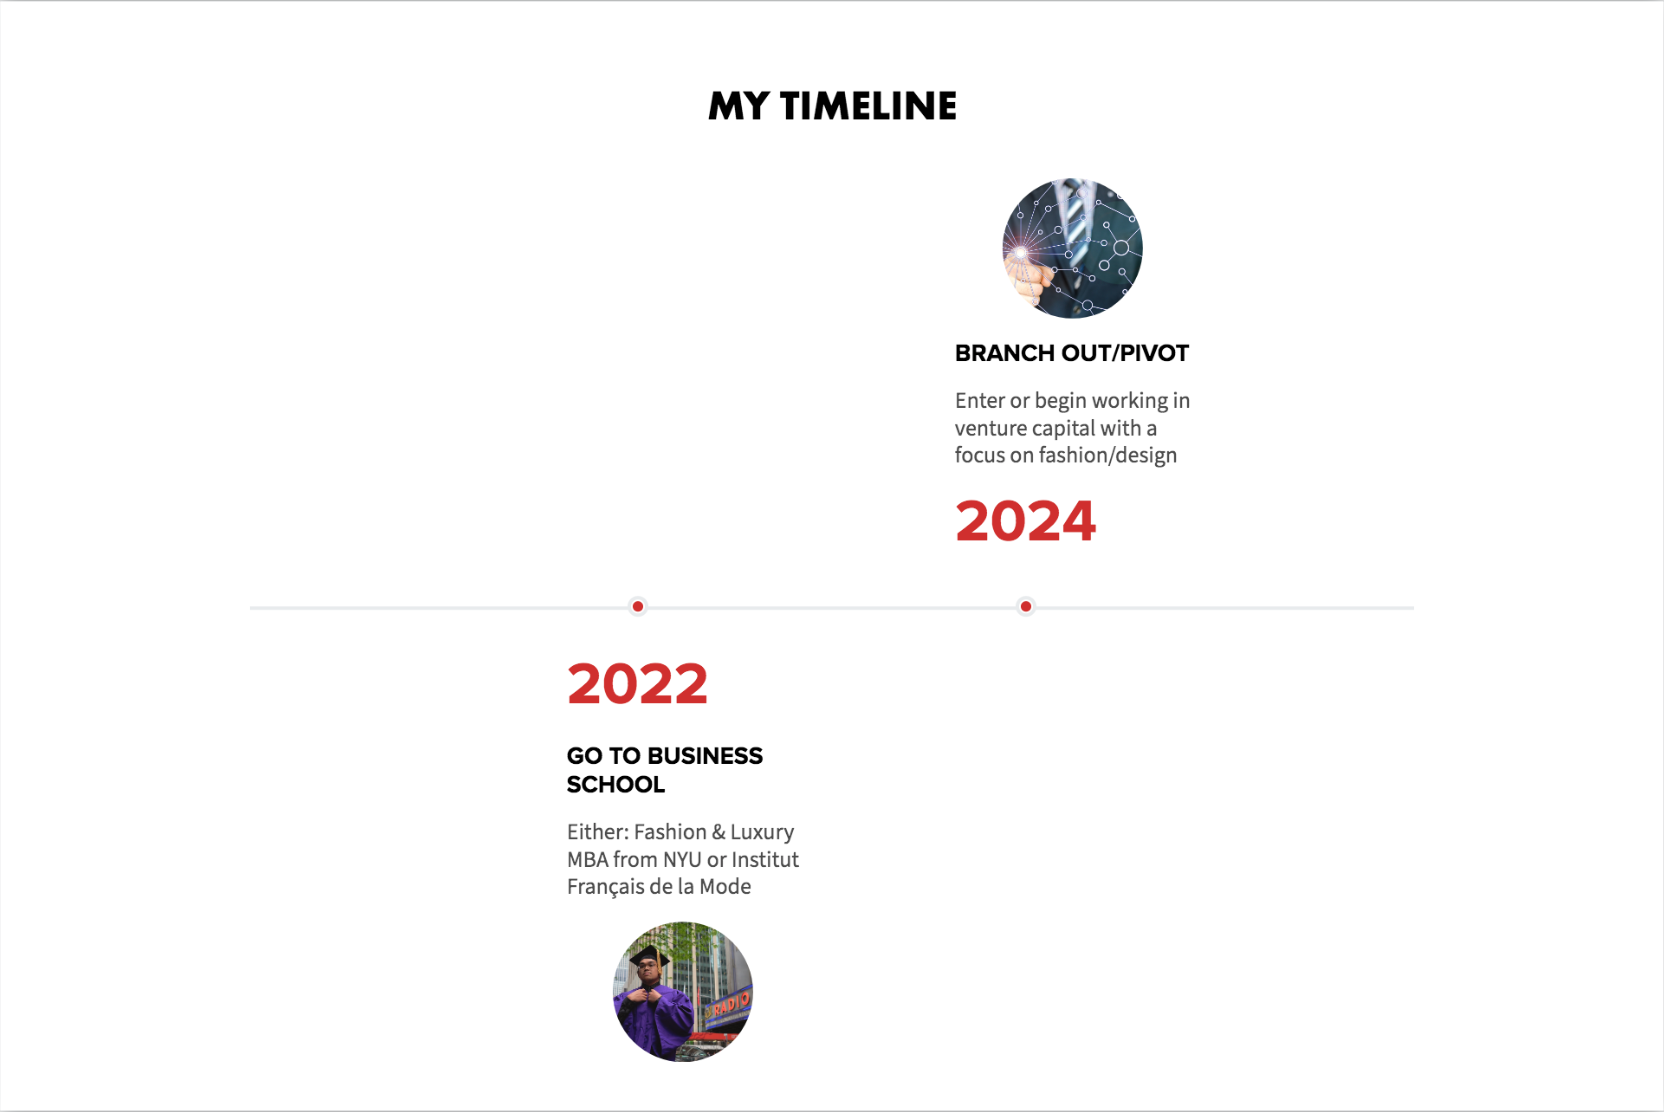 MY TIMELINE
BRANCH OUT/PIVOT
Enter or begin working in
venture capital with a
focus on fashion/design
2024
2022
GO TO BUSINESS
SCHOOL
Either: Fashion & Luxury
MBA from NYU or Institut
Français de la Mode
RADIO